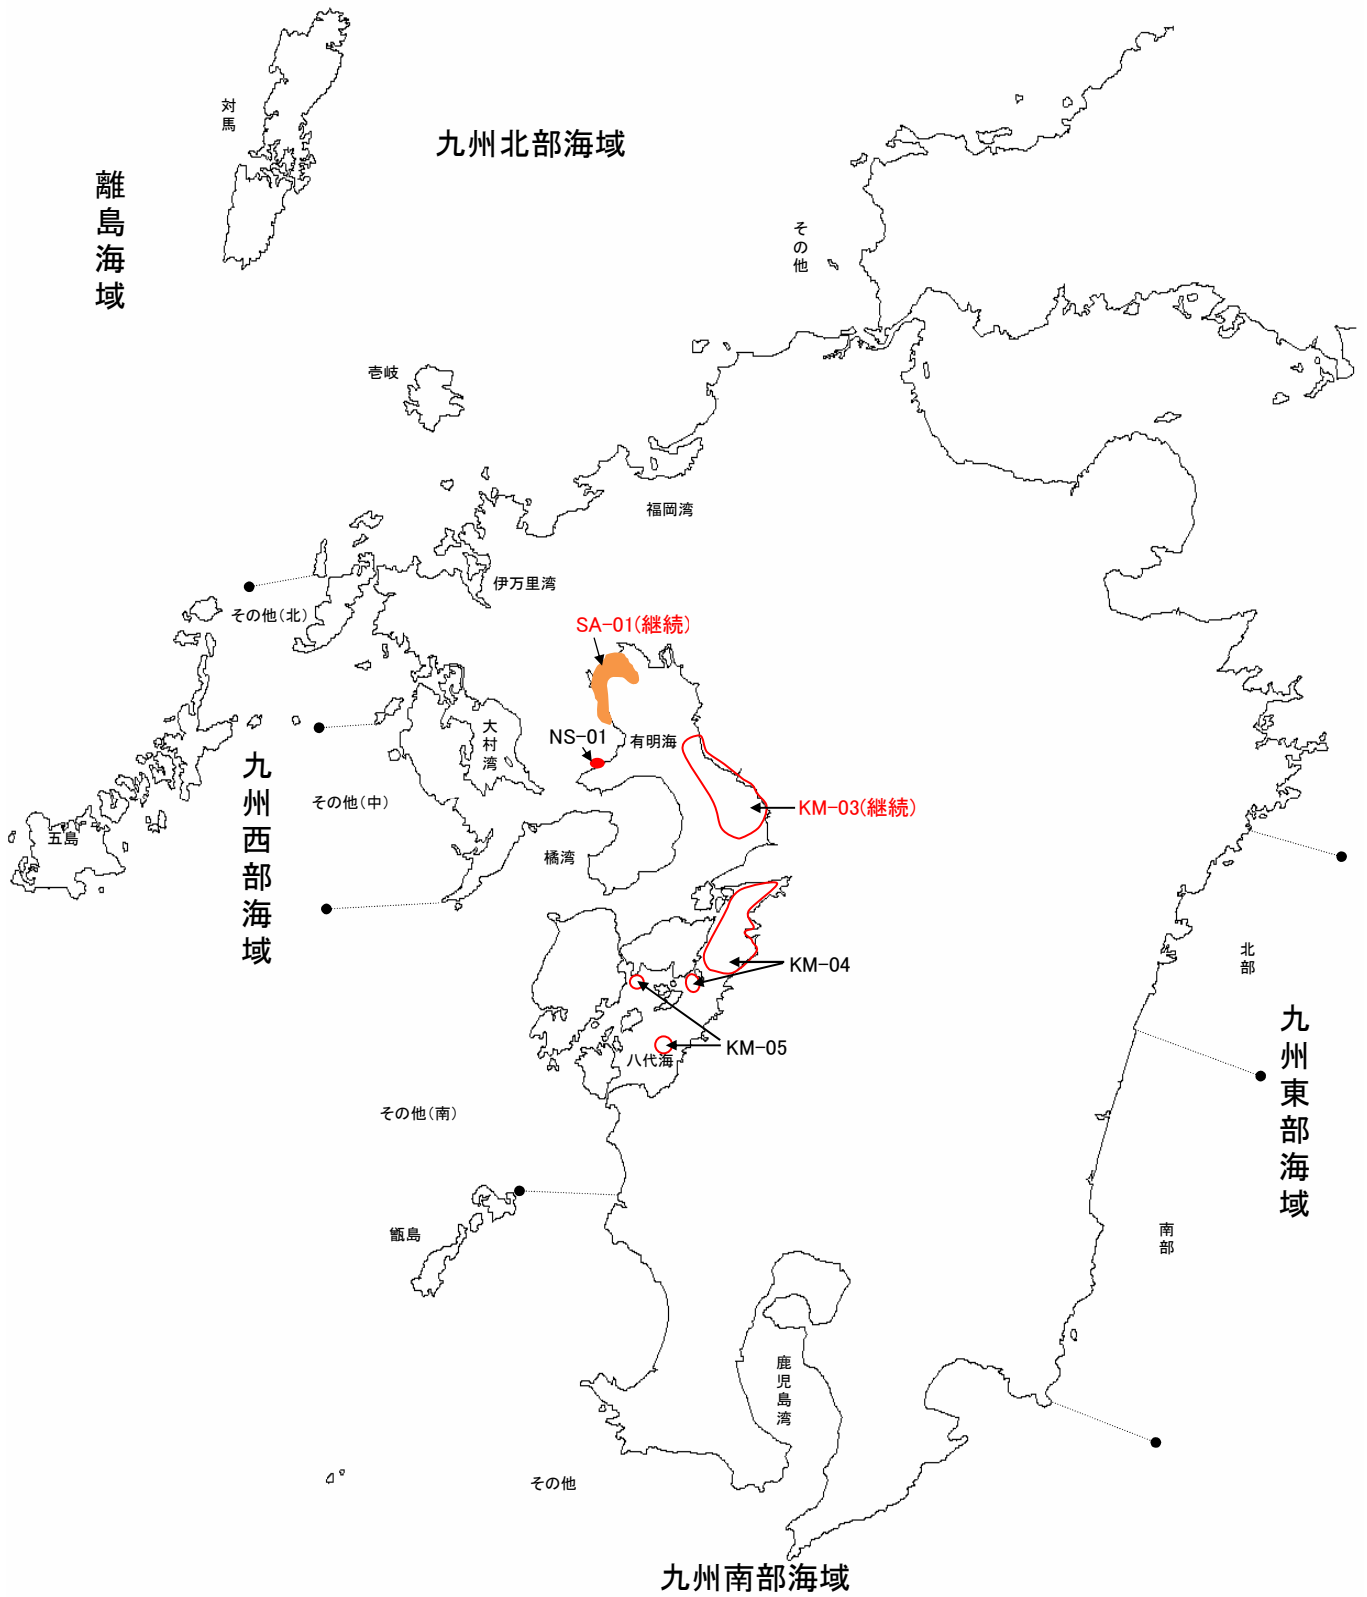 対馬
九州北部海域
離島海域
その他
壱岐
福岡湾
伊万里湾
その他(北)
SA-01(継続)
大村湾
NS-01
有明海
九州西部海域
その他(中)
KM-03(継続)
五島
橘湾
北部
KM-04
九州東部海域
KM-05
八代海
その他(南)
甑島
南部
鹿児島湾
その他
九州南部海域